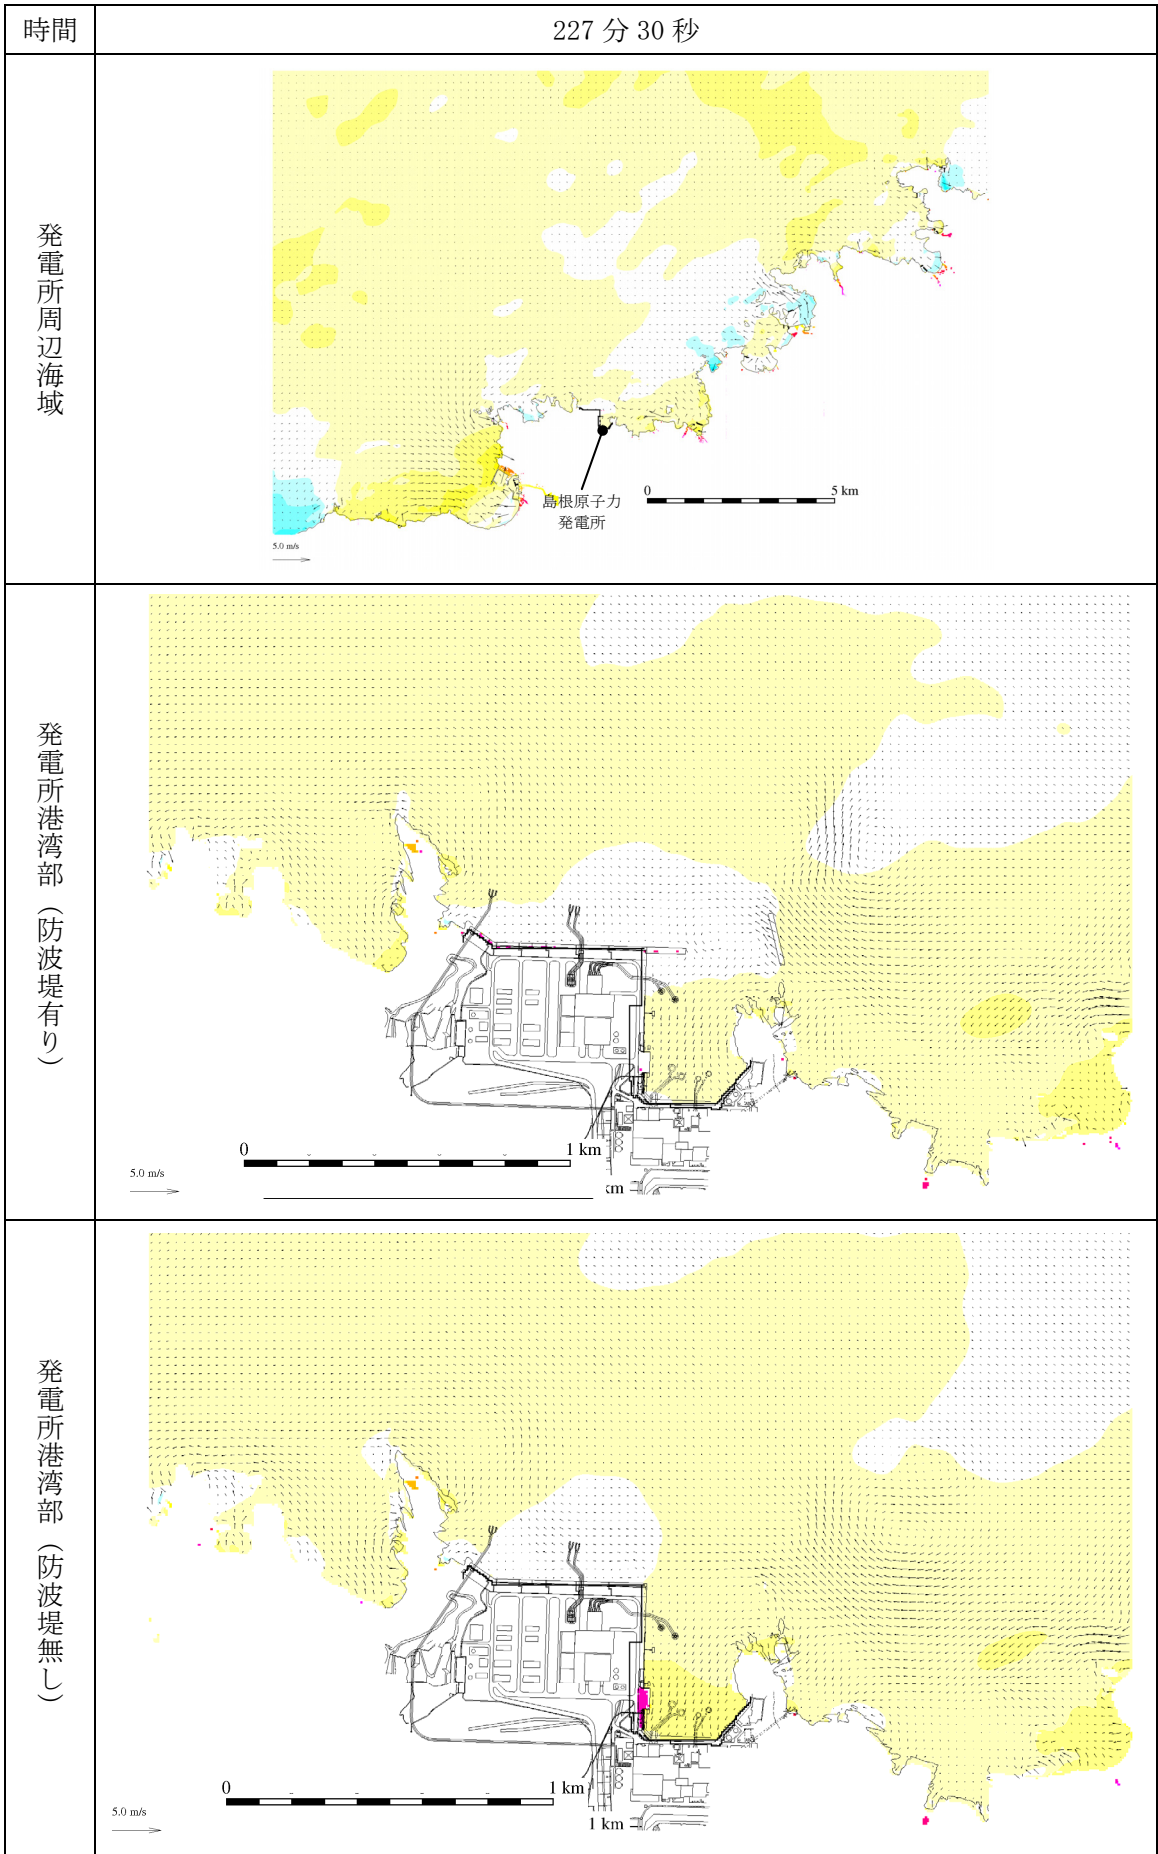 時間
227 分 30 秒
発電所周辺海域
島根原子力
発電所
0 5 km
5.0 m/s
発電所港湾部（防波堤有り）
0 1 km
5.0 m/s
km
発電所港湾部（防波堤無し）
0 1 km
5.0 m/s
1 km